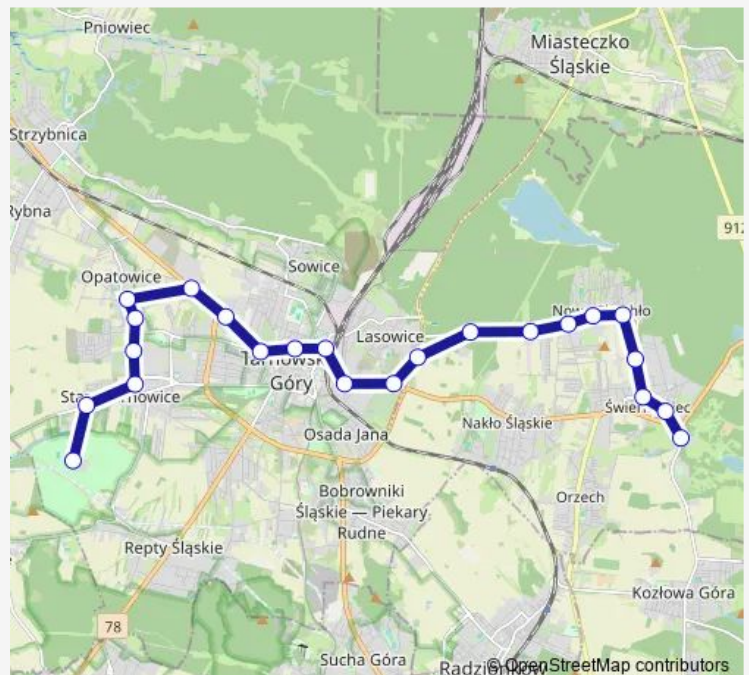 Pniowiec
Miasteczko
Śląskie
Strzybnica
Rybna
912
Sowice
Opatowice
Lasowice
Góry
Osada Jana
Nakło Śląskie
Orzech
Bobrowniki
Śląskie — Piekary
Rudne
Repty Śląskie
Kozłowa Góra
78
Sucha Góra
© OpenStreetMap contributors